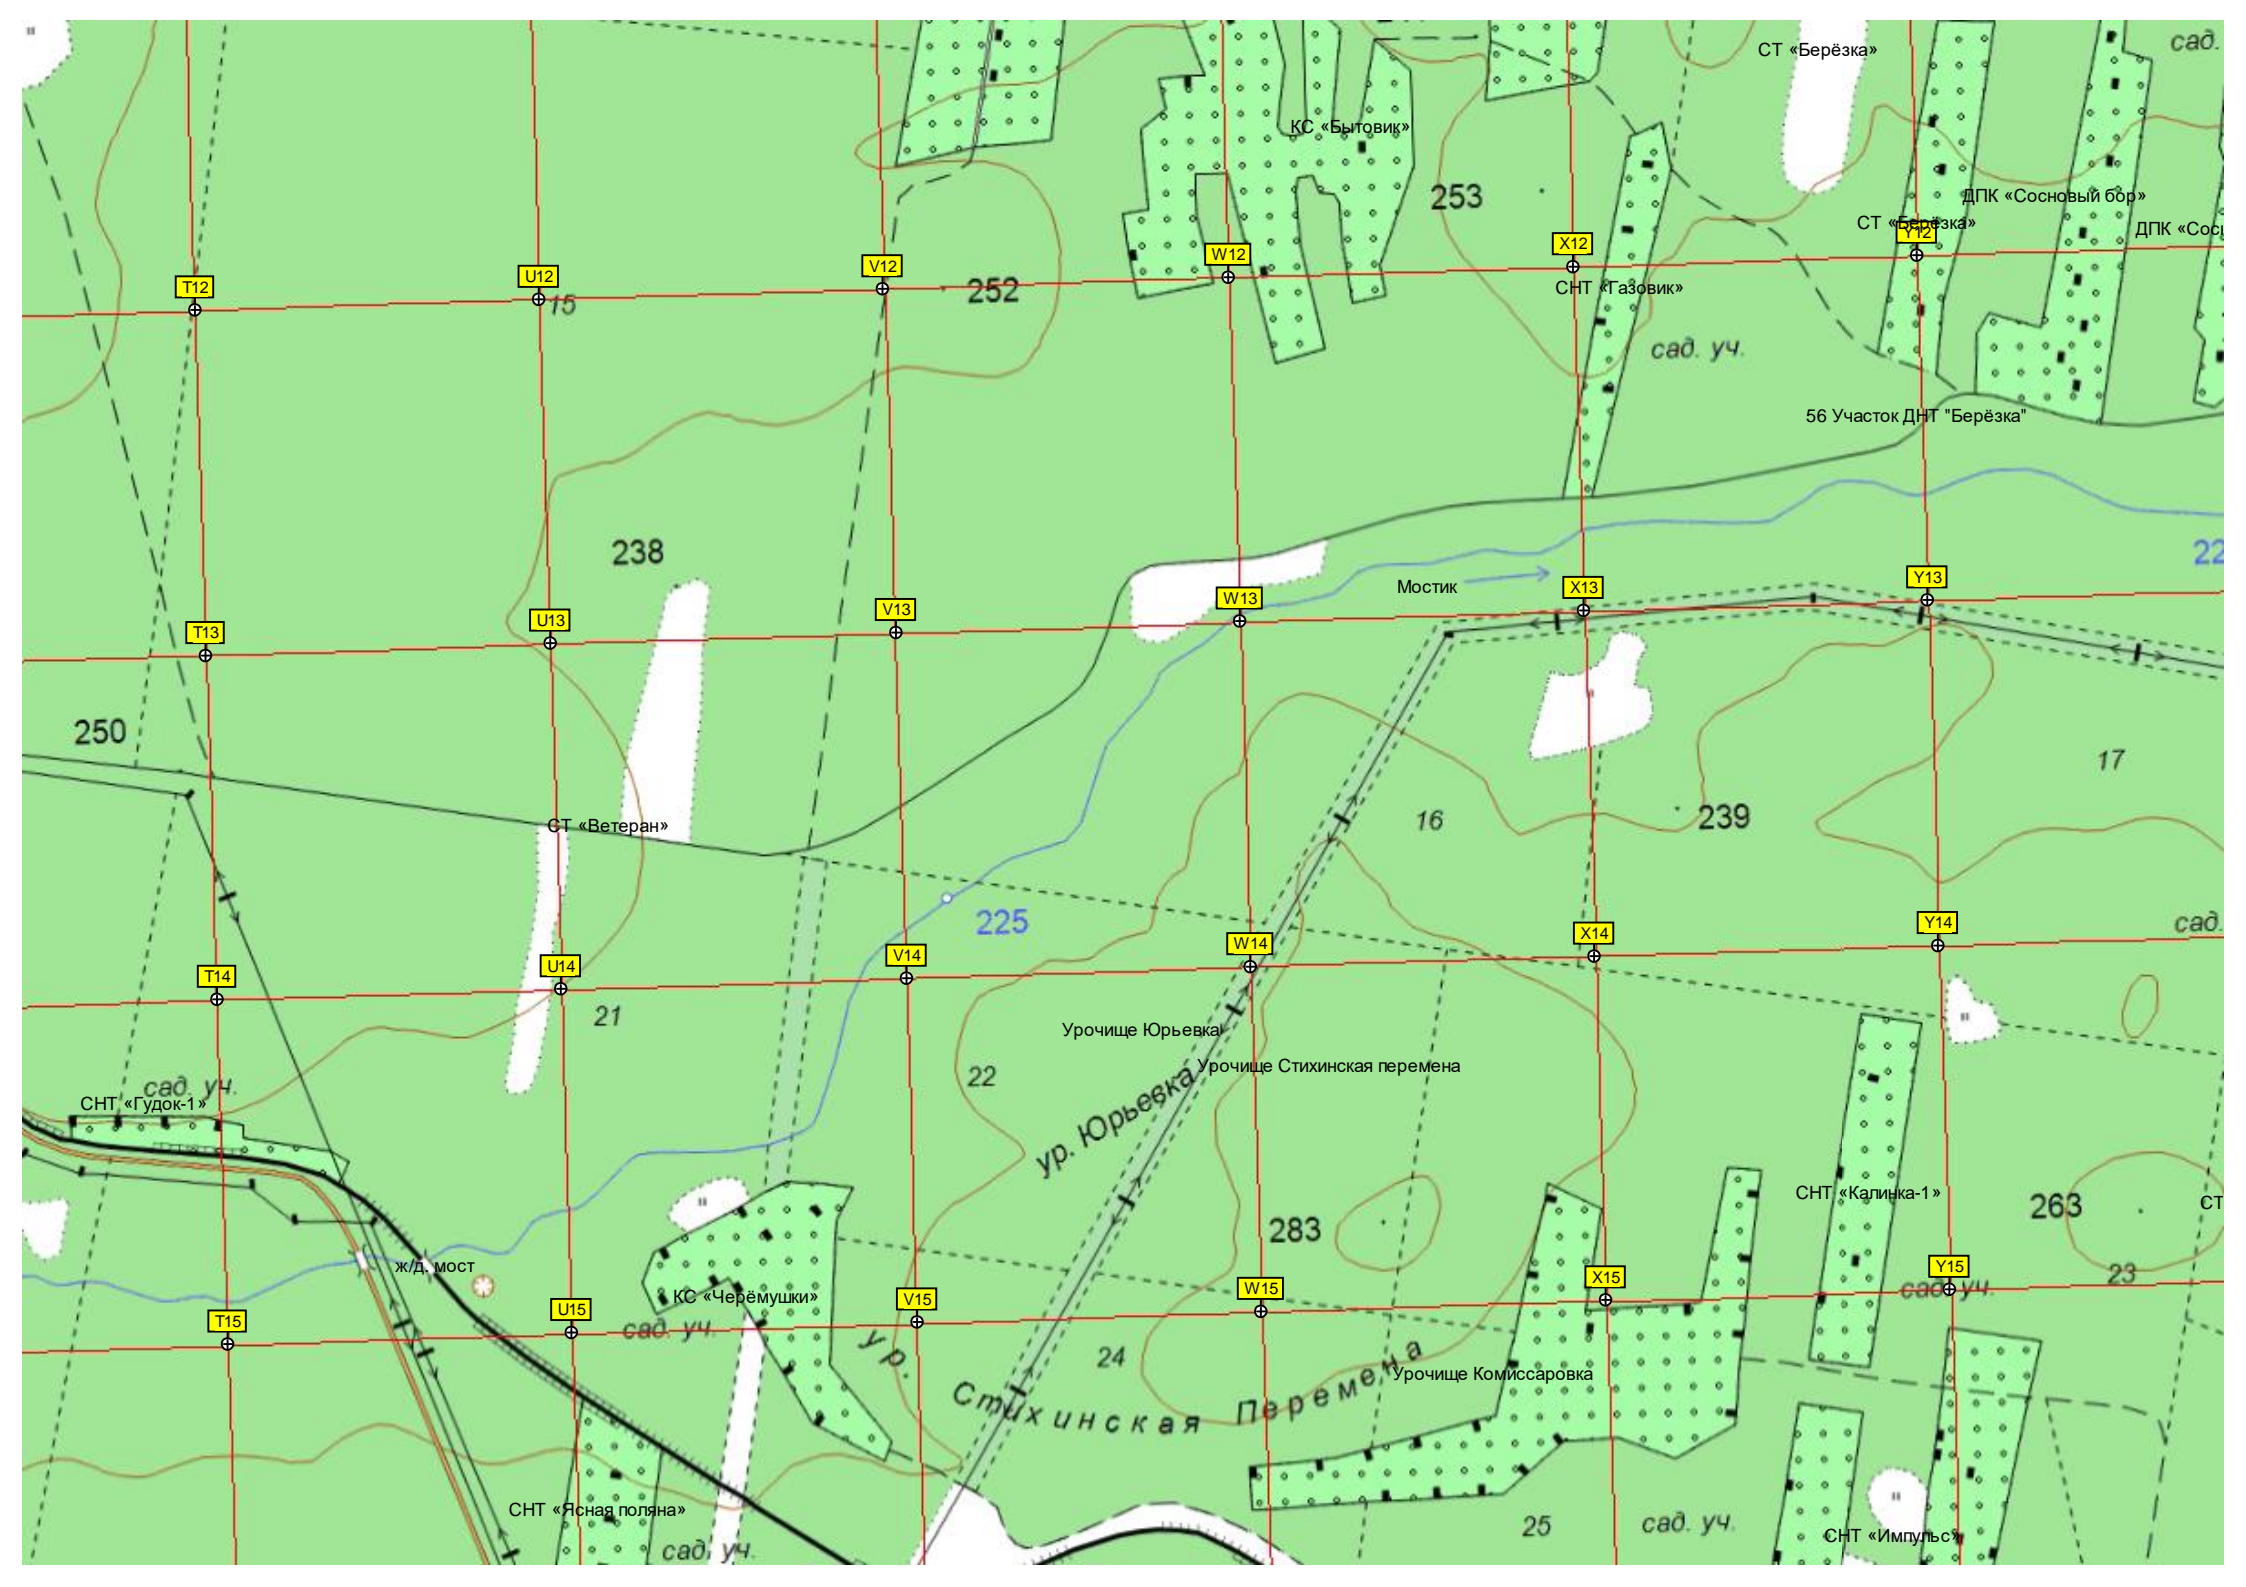 СТ «Берёзка»
сад.
КС «Бытовик»
253
ДПК «Сосновый бор»
СТ «Берёзка»
ДПК «Сосн
Y12
X12
W12
V12
U12
T12
252
15
СНТ «Газовик»
сад. уч.
56 Участок ДНТ "Берёзка"
238
22
Мостик
Y13
X13
W13
V13
U13
T13
250
17
16
239
СТ «Ветеран»
225
сад.
Y14
X14
W14
V14
U14
T14
21
Урочище Юрьевка
Урочище Стихинская перемена
22
ур. Юрьевка
сад. уч.
СНТ «Гудок-1»
СНТ «Калинка-1»
263
СТ
283
ж/д. мост
23
Y15
X15
W15
V15
U15
T15
сад. уч.
КС «Черёмушки»
сад. уч.
24
ур. Стихинская Перемена
Урочище Комиссаровка
СНТ «Ясная поляна»
25
сад. уч.
СНТ «Импульс»
сад. уч.